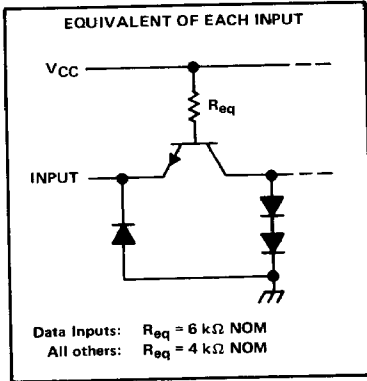 EQUIVALENT OF EACH INPUT
VCC
Req
INPUT
Data Inputs: Req = 6 kΩ NOM
All others: Req = 4 kΩ NOM